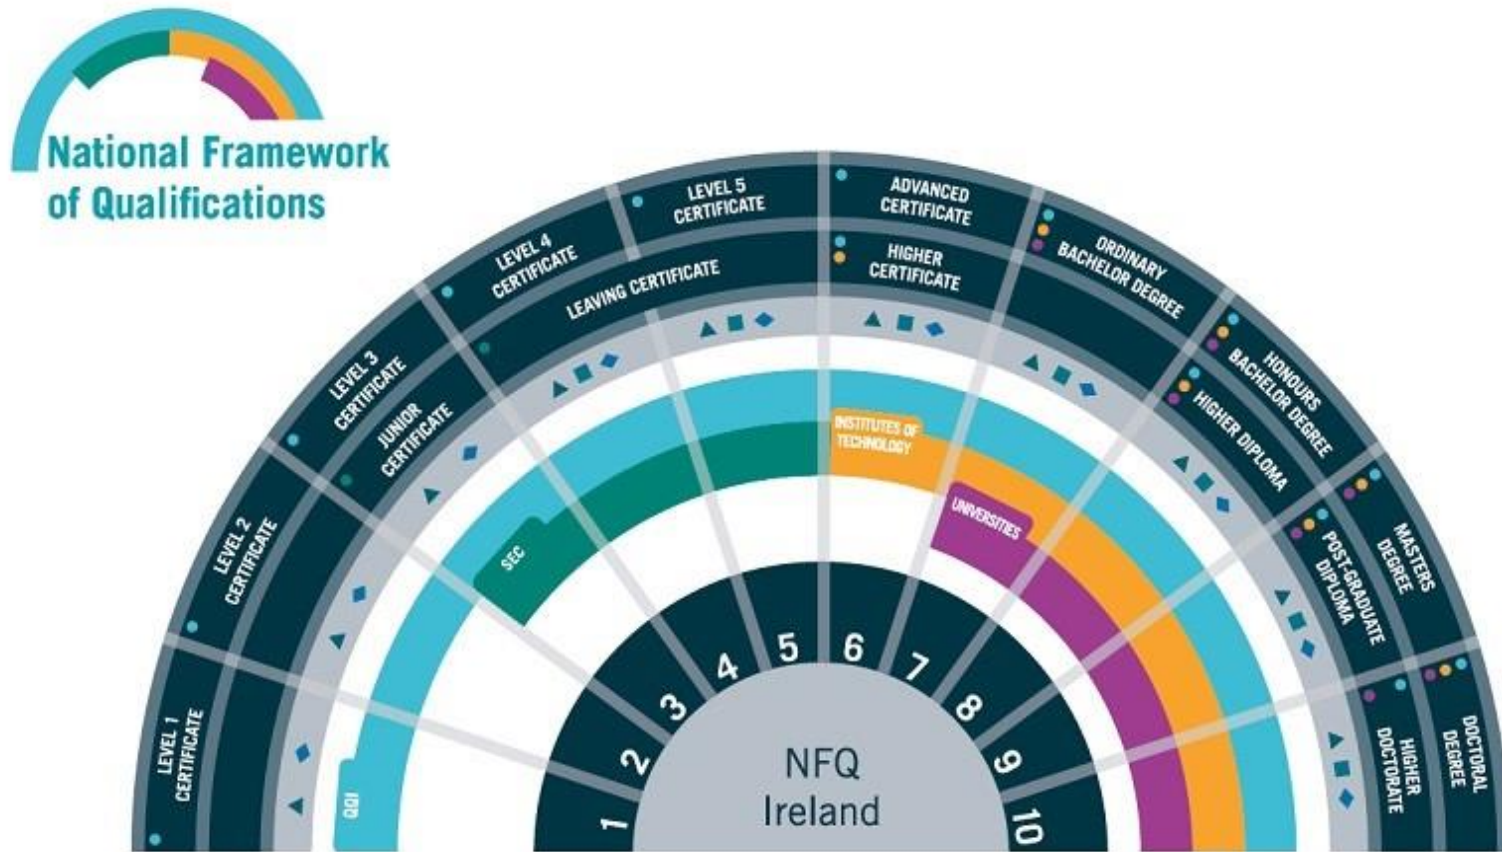 National Framework
of Qualifications
LEVEL 1
CERTIFICATE
LEVEL 2
CERTIFICATE
LEVEL 3
CERTIFICATE
JUNIOR
CERTIFICATE
LEVEL 4
CERTIFICATE
LEVEL 5
CERTIFICATE
LEAVING CERTIFICATE
ADVANCED
CERTIFICATE
HIGHER
CERTIFICATE
ORDINARY
BACHELOR DEGREE
HONOURS
BACHELOR DEGREE
HIGHER DIPLOMA
MASTERS
DEGREE
POST-GRADUATE
DIPLOMA
DOCTORAL
DEGREE
HIGHER
DOCTORATE
QQI
SEC
INSTITUTES OF
TECHNOLOGY
UNIVERSITIES
1
2
3
4
5
6
7
8
9
10
NFQ
Ireland